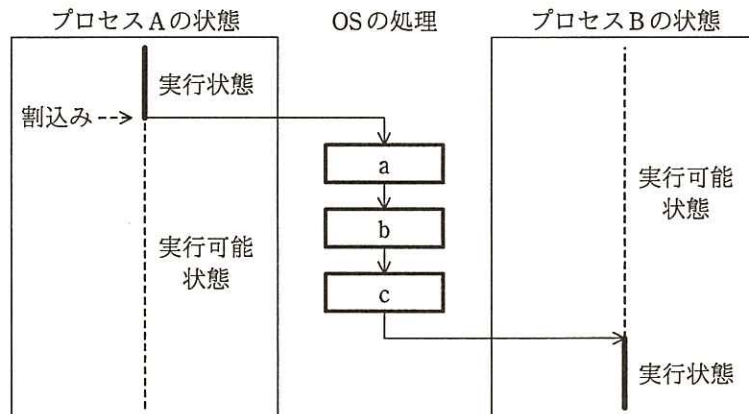 プロセスAの状態
OSの処理
プロセスBの状態
実行状態
割込み
a
b
c
実行可能
状態
実行可能
状態
実行状態